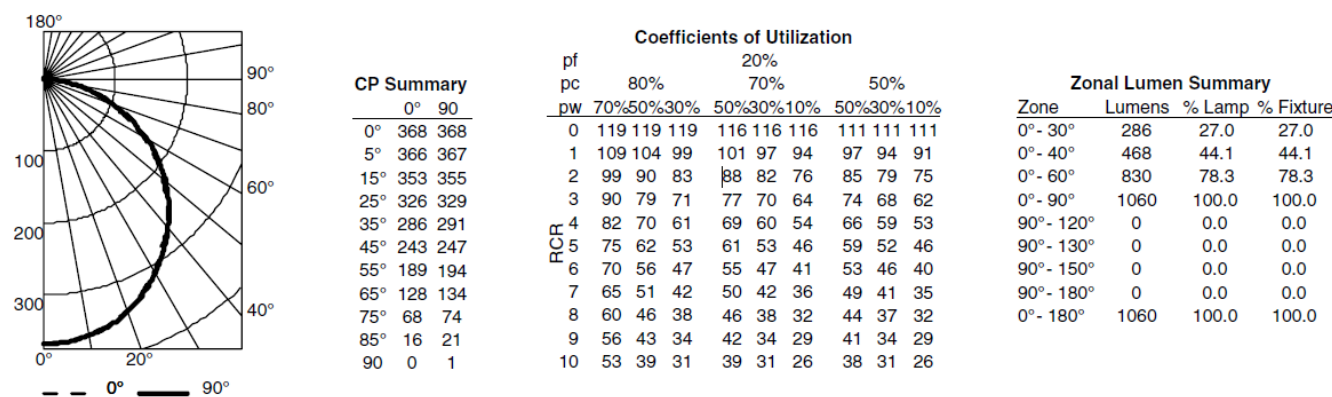 180°
90°
80°
60°
40°
20°
0°
100
200
300
0° 90°
CP Summary
0° 90
0° 368 368
5° 366 367
15° 353 355
25° 326 329
35° 286 291
45° 243 247
55° 189 194
65° 128 134
75° 68 74
85° 16 21
90 0 1
Coefficients of Utilization
pf 20%
pc 80% 70% 50%
pw 70%50%30% 50%30%10% 50%30%10%
RCR
0 119 119 119 116 116 116 111 111 111
1 109 104 99 101 97 94 97 94 91
2 99 90 83 88 82 76 85 79 75
3 90 79 71 77 70 64 74 68 62
4 82 70 61 69 60 54 66 59 53
5 75 62 53 61 53 46 59 52 46
6 70 56 47 55 47 41 53 46 40
7 65 51 42 50 42 36 49 41 35
8 60 46 38 46 38 32 44 37 32
9 56 43 34 42 34 29 41 34 29
10 53 39 31 39 31 26 38 31 26
Zonal Lumen Summary
Zone Lumens % Lamp % Fixture
0°- 30° 286 27.0 27.0
0°- 40° 468 44.1 44.1
0°- 60° 830 78.3 78.3
0°- 90° 1060 100.0 100.0
90°- 120° 0 0.0 0.0
90°- 130° 0 0.0 0.0
90°- 150° 0 0.0 0.0
90°- 180° 0 0.0 0.0
0°- 180° 1060 100.0 100.0